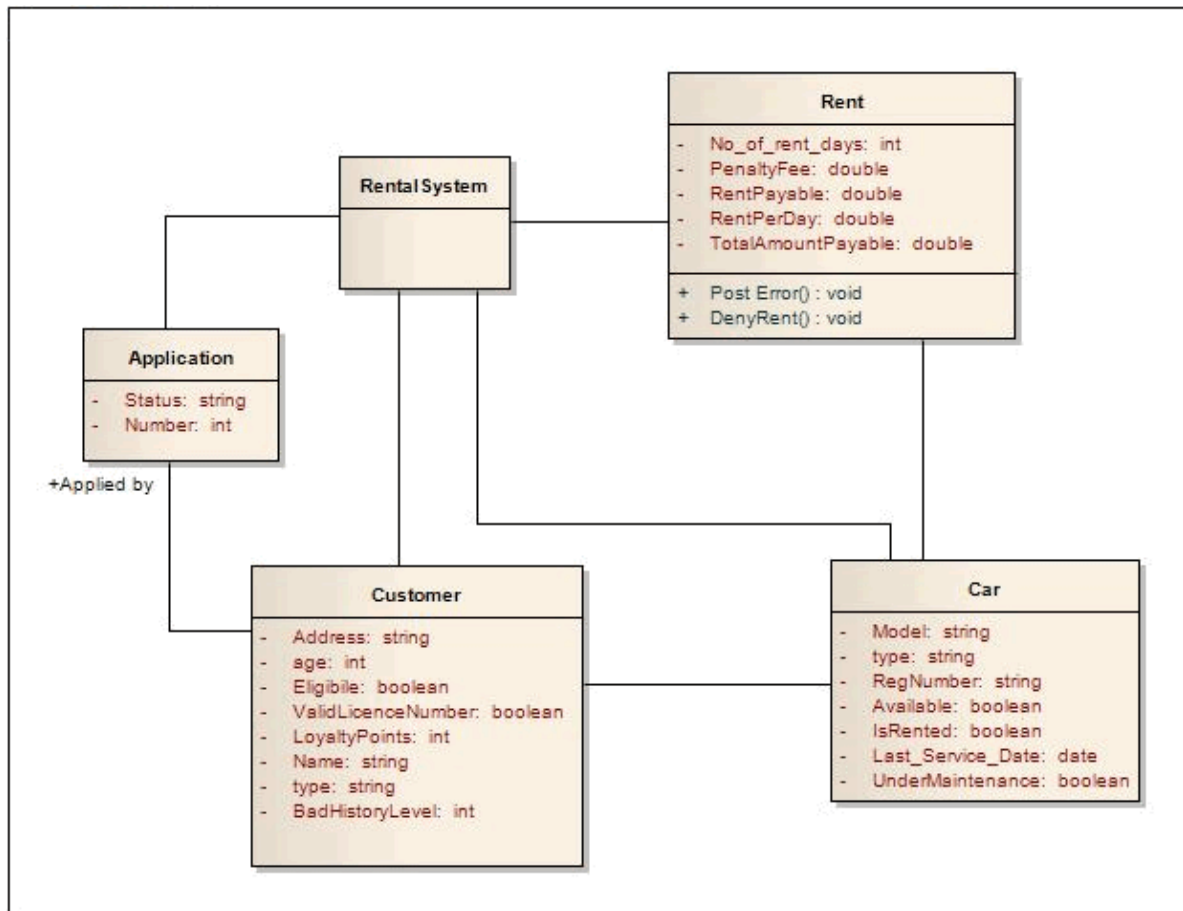 Rent
- No_of_rent_days: int
- PenaltyFee: double
- RentPayable: double
- RentPerDay: double
- TotalAmountPayable: double
+ Post Error() : void
+ DenyRent() : void
RentalSystem
Application
- Status: string
- Number: int
+Applied by
Customer
- Address: string
- age: int
- Eligibile: boolean
- ValidLicenceNumber: boolean
- LoyaltyPoints: int
- Name: string
- type: string
- BadHistoryLevel: int
Car
- Model: string
- type: string
- RegNumber: string
- Available: boolean
- IsRented: boolean
- Last_Service_Date: date
- UnderMaintenance: boolean